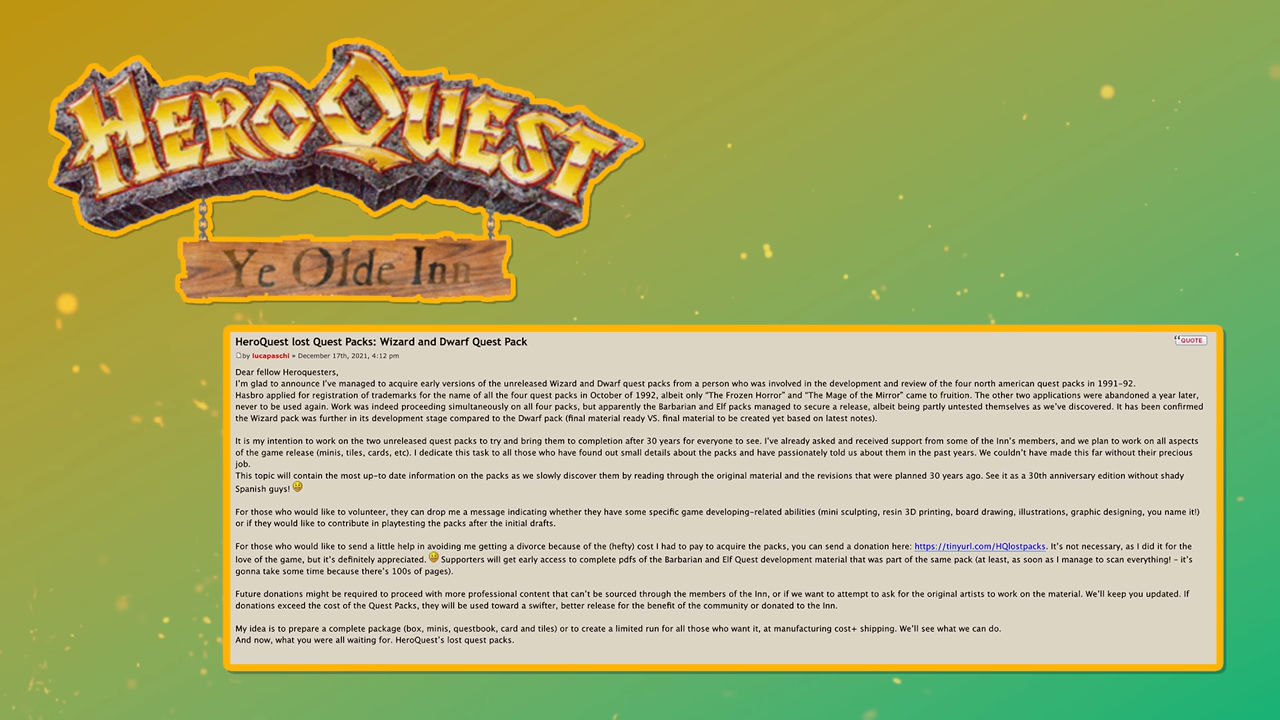 HEROQUEST
Ye Olde Inn
HeroQuest lost Quest Packs: Wizard and Dwarf Quest Pack
“QUOTE
by lucapaschi » December 17th, 2021, 4:12 pm
Dear fellow Heroquesters,
I'm glad to announce I've managed to acquire early versions of the unreleased Wizard and Dwarf quest packs from a person who was involved in the development and review of the four north american quest packs in 1991-92.
Hasbro applied for registration of trademarks for the name of all the four quest packs in October of 1992, albeit only "The Frozen Horror" and "The Mage of the Mirror" came to fruition. The other two applications were abandoned a year later,
never to be used again. Work was indeed proceeding simultaneously on all four packs, but apparently the Barbarian and Elf packs managed to secure a release, albeit being partly untested themselves as we've discovered. It has been confirmed
the Wizard pack was further in its development stage compared to the Dwarf pack (final material ready VS. final material to be created yet based on latest notes).
It is my intention to work on the two unreleased quest packs to try and bring them to completion after 30 years for everyone to see. I've already asked and received support from some of the Inn's members, and we plan to work on all aspects
of the game release (minis, tiles, cards, etc). I dedicate this task to all those who have found out small details about the packs and have passionately told us about them in the past years. We couldn't have made this far without their precious
job.
This topic will contain the most up-to date information on the packs as we slowly discover them by reading through the original material and the revisions that were planned 30 years ago. See it as a 30th anniversary edition without shady
Spanish guys!
For those who would like to volunteer, they can drop me a message indicating whether they have some specific game developing-related abilities (mini sculpting, resin 3D printing, board drawing, illustrations, graphic designing, you name it!)
or if they would like to contribute in playtesting the packs after the initial drafts.
For those who would like to send a little help in avoiding me getting a divorce because of the (hefty) cost I had to pay to acquire the packs, you can send a donation here: https://tinyurl.com/HQlostpacks. It's not necessary, as I did it for the
love of the game, but it's definitely appreciated. Supporters will get early access to complete pdfs of the Barbarian and Elf Quest development material that was part of the same pack (at least, as soon as I manage to scan everything! - it's
gonna take some time because there's 100s of pages).
Future donations might be required to proceed with more professional content that can't be sourced through the members of the Inn, or if we want to attempt to ask for the original artists to work on the material. We'll keep you updated. If
donations exceed the cost of the Quest Packs, they will be used toward a swifter, better release for the benefit of the community or donated to the Inn.
My idea is to prepare a complete package (box, minis, questbook, card and tiles) or to create a limited run for all those who want it, at manufacturing cost+ shipping. We'll see what we can do.
And now, what you were all waiting for. HeroQuest's lost quest packs.